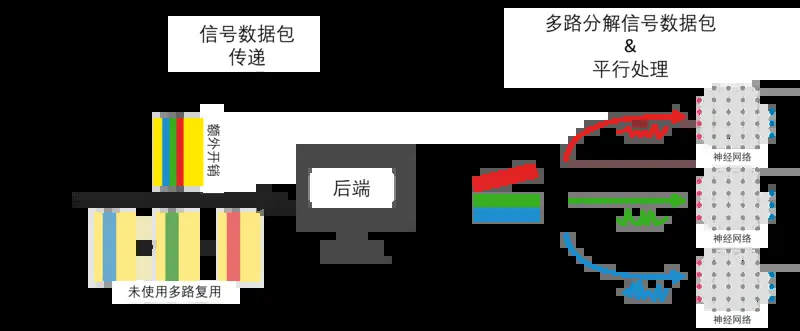 信号数据包
传递
多路分解信号数据包
&
平行处理
额外开销
后端
未使用多路复用
神经网络
神经网络
神经网络